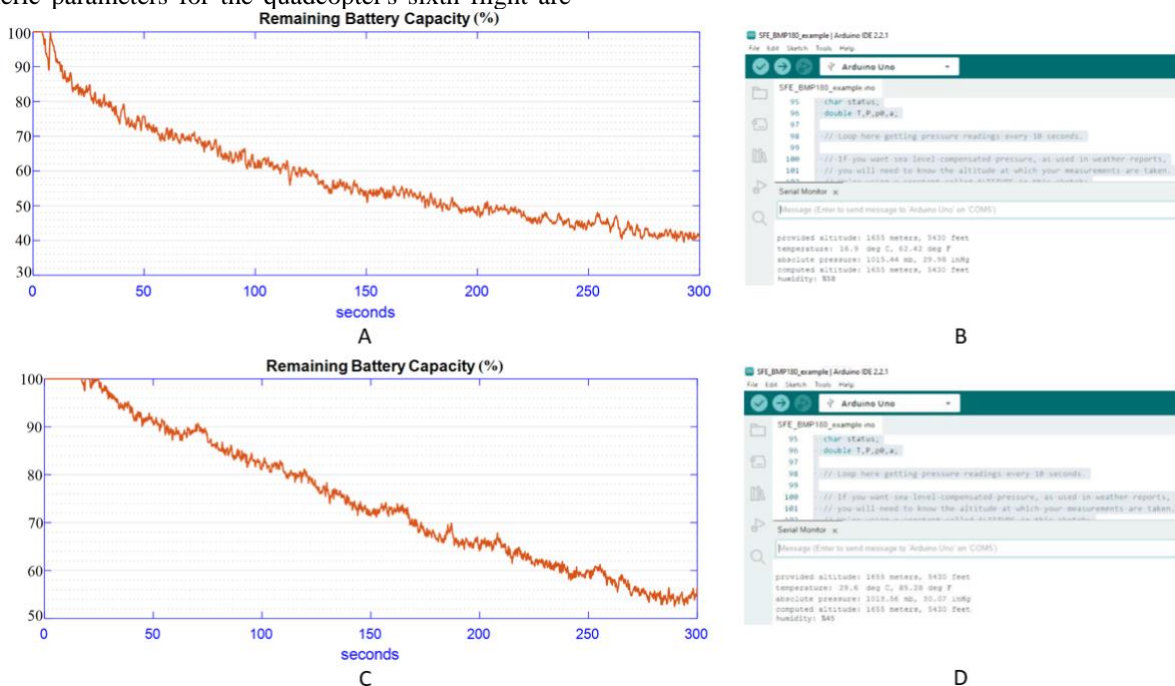 eric parameters for the quadcopter's sixth flight are
Remaining Battery Capacity (%)
100
90
80
70
60
50
40
30
0 50 100 150 200 250 300
seconds
A
SFE_BMP180_example | Arduino IDE 2.2.1
File Edit Sketch Tools Help
Arduino Uno
SFE_BMP180_example.ino
95 char status;
96 double T,P,p0,a;
97
98 // Loop here getting pressure readings every 10 seconds.
99
100 // If you want sea-level-compensated pressure, as used in weather reports,
101 // you will need to know the altitude at which your measurements are taken.
Serial Monitor x
Message (Enter to send message to 'Arduino Uno' on 'COM5')
provided altitude: 1655 meters, 5430 feet
temperature: 16.9 deg C, 62.42 deg F
absolute pressure: 1015.44 mb, 29.98 inHg
computed altitude: 1655 meters, 5430 feet
humidity: %58
B
Remaining Battery Capacity (%)
100
90
80
70
60
50
0 50 100 150 200 250 300
seconds
C
SFE_BMP180_example | Arduino IDE 2.2.1
File Edit Sketch Tools Help
Arduino Uno
SFE_BMP180_example.ino
95 char status;
96 double T,P,p0,a;
97
98 // Loop here getting pressure readings every 10 seconds.
99
100 // If you want sea-level-compensated pressure, as used in weather reports,
101 // you will need to know the altitude at which your measurements are taken.
Serial Monitor x
Message (Enter to send message to 'Arduino Uno' on 'COM5')
provided altitude: 1655 meters, 5430 feet
temperature: 29.6 deg C, 85.28 deg F
absolute pressure: 1018.56 mb, 30.07 inHg
computed altitude: 1655 meters, 5430 feet
humidity: %45
D